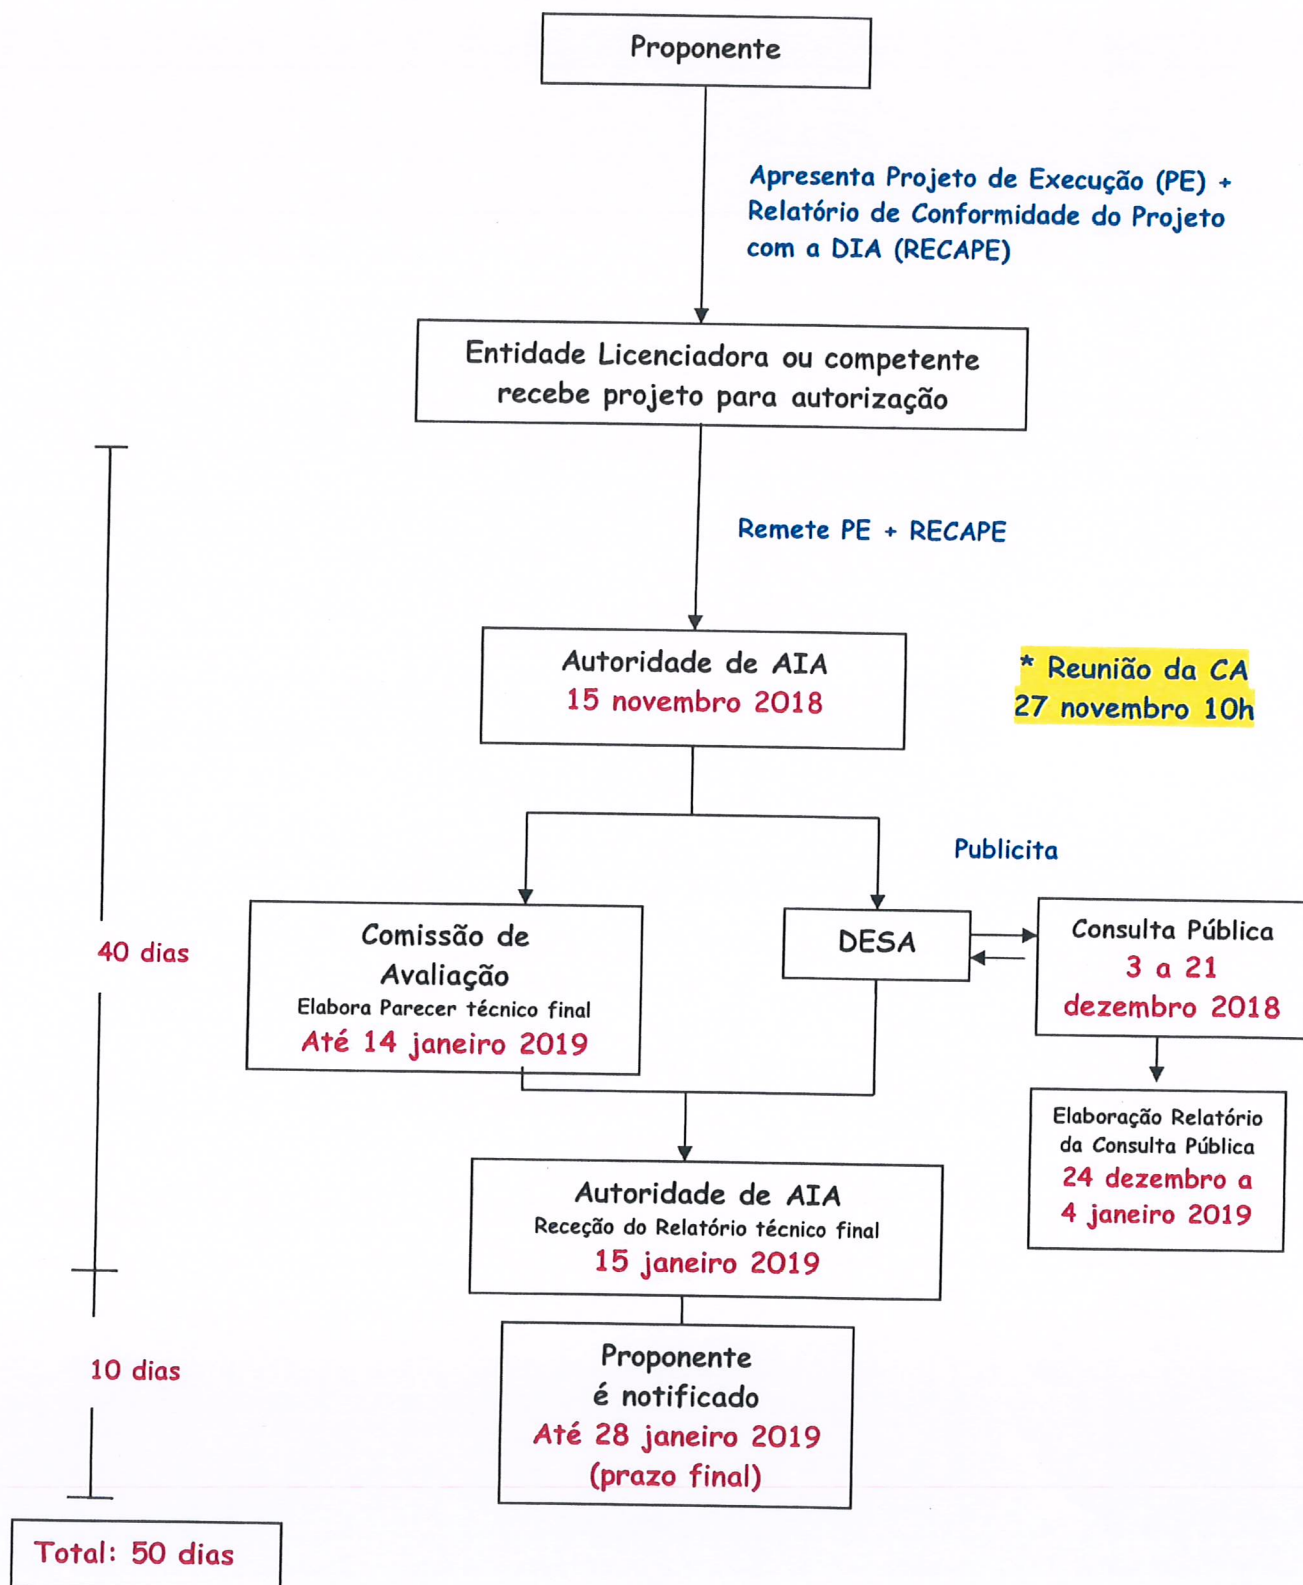 Proponente
Apresenta Projeto de Execução (PE) +
Relatório de Conformidade do Projeto
com a DIA (RECAPE)
Entidade Licenciadora ou competente
recebe projeto para autorização
Remete PE + RECAPE
Autoridade de AIA
15 novembro 2018
* Reunião da CA
27 novembro 10h
Publicita
40 dias
Comissão de
Avaliação
Elabora Parecer técnico final
Até 14 janeiro 2019
DESA
Consulta Pública
3 a 21
dezembro 2018
Elaboração Relatório
da Consulta Pública
24 dezembro a
4 janeiro 2019
Autoridade de AIA
Receção do Relatório técnico final
15 janeiro 2019
10 dias
Proponente
é notificado
Até 28 janeiro 2019
(prazo final)
Total: 50 dias